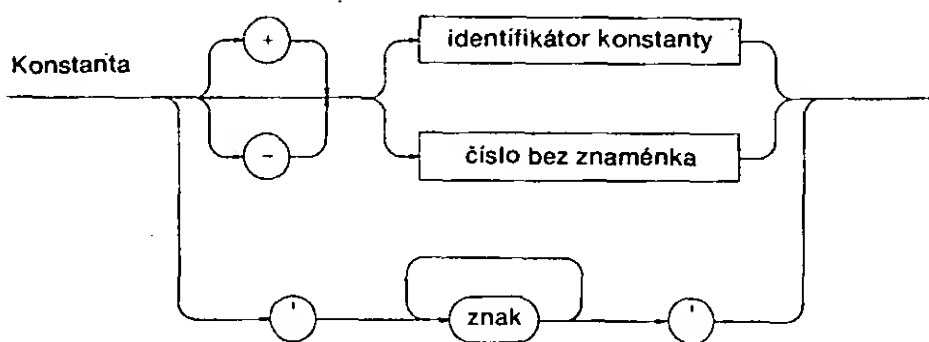 +
identifikátor konstanty
Konstanta
-
číslo bez znaménka
'
znak
'